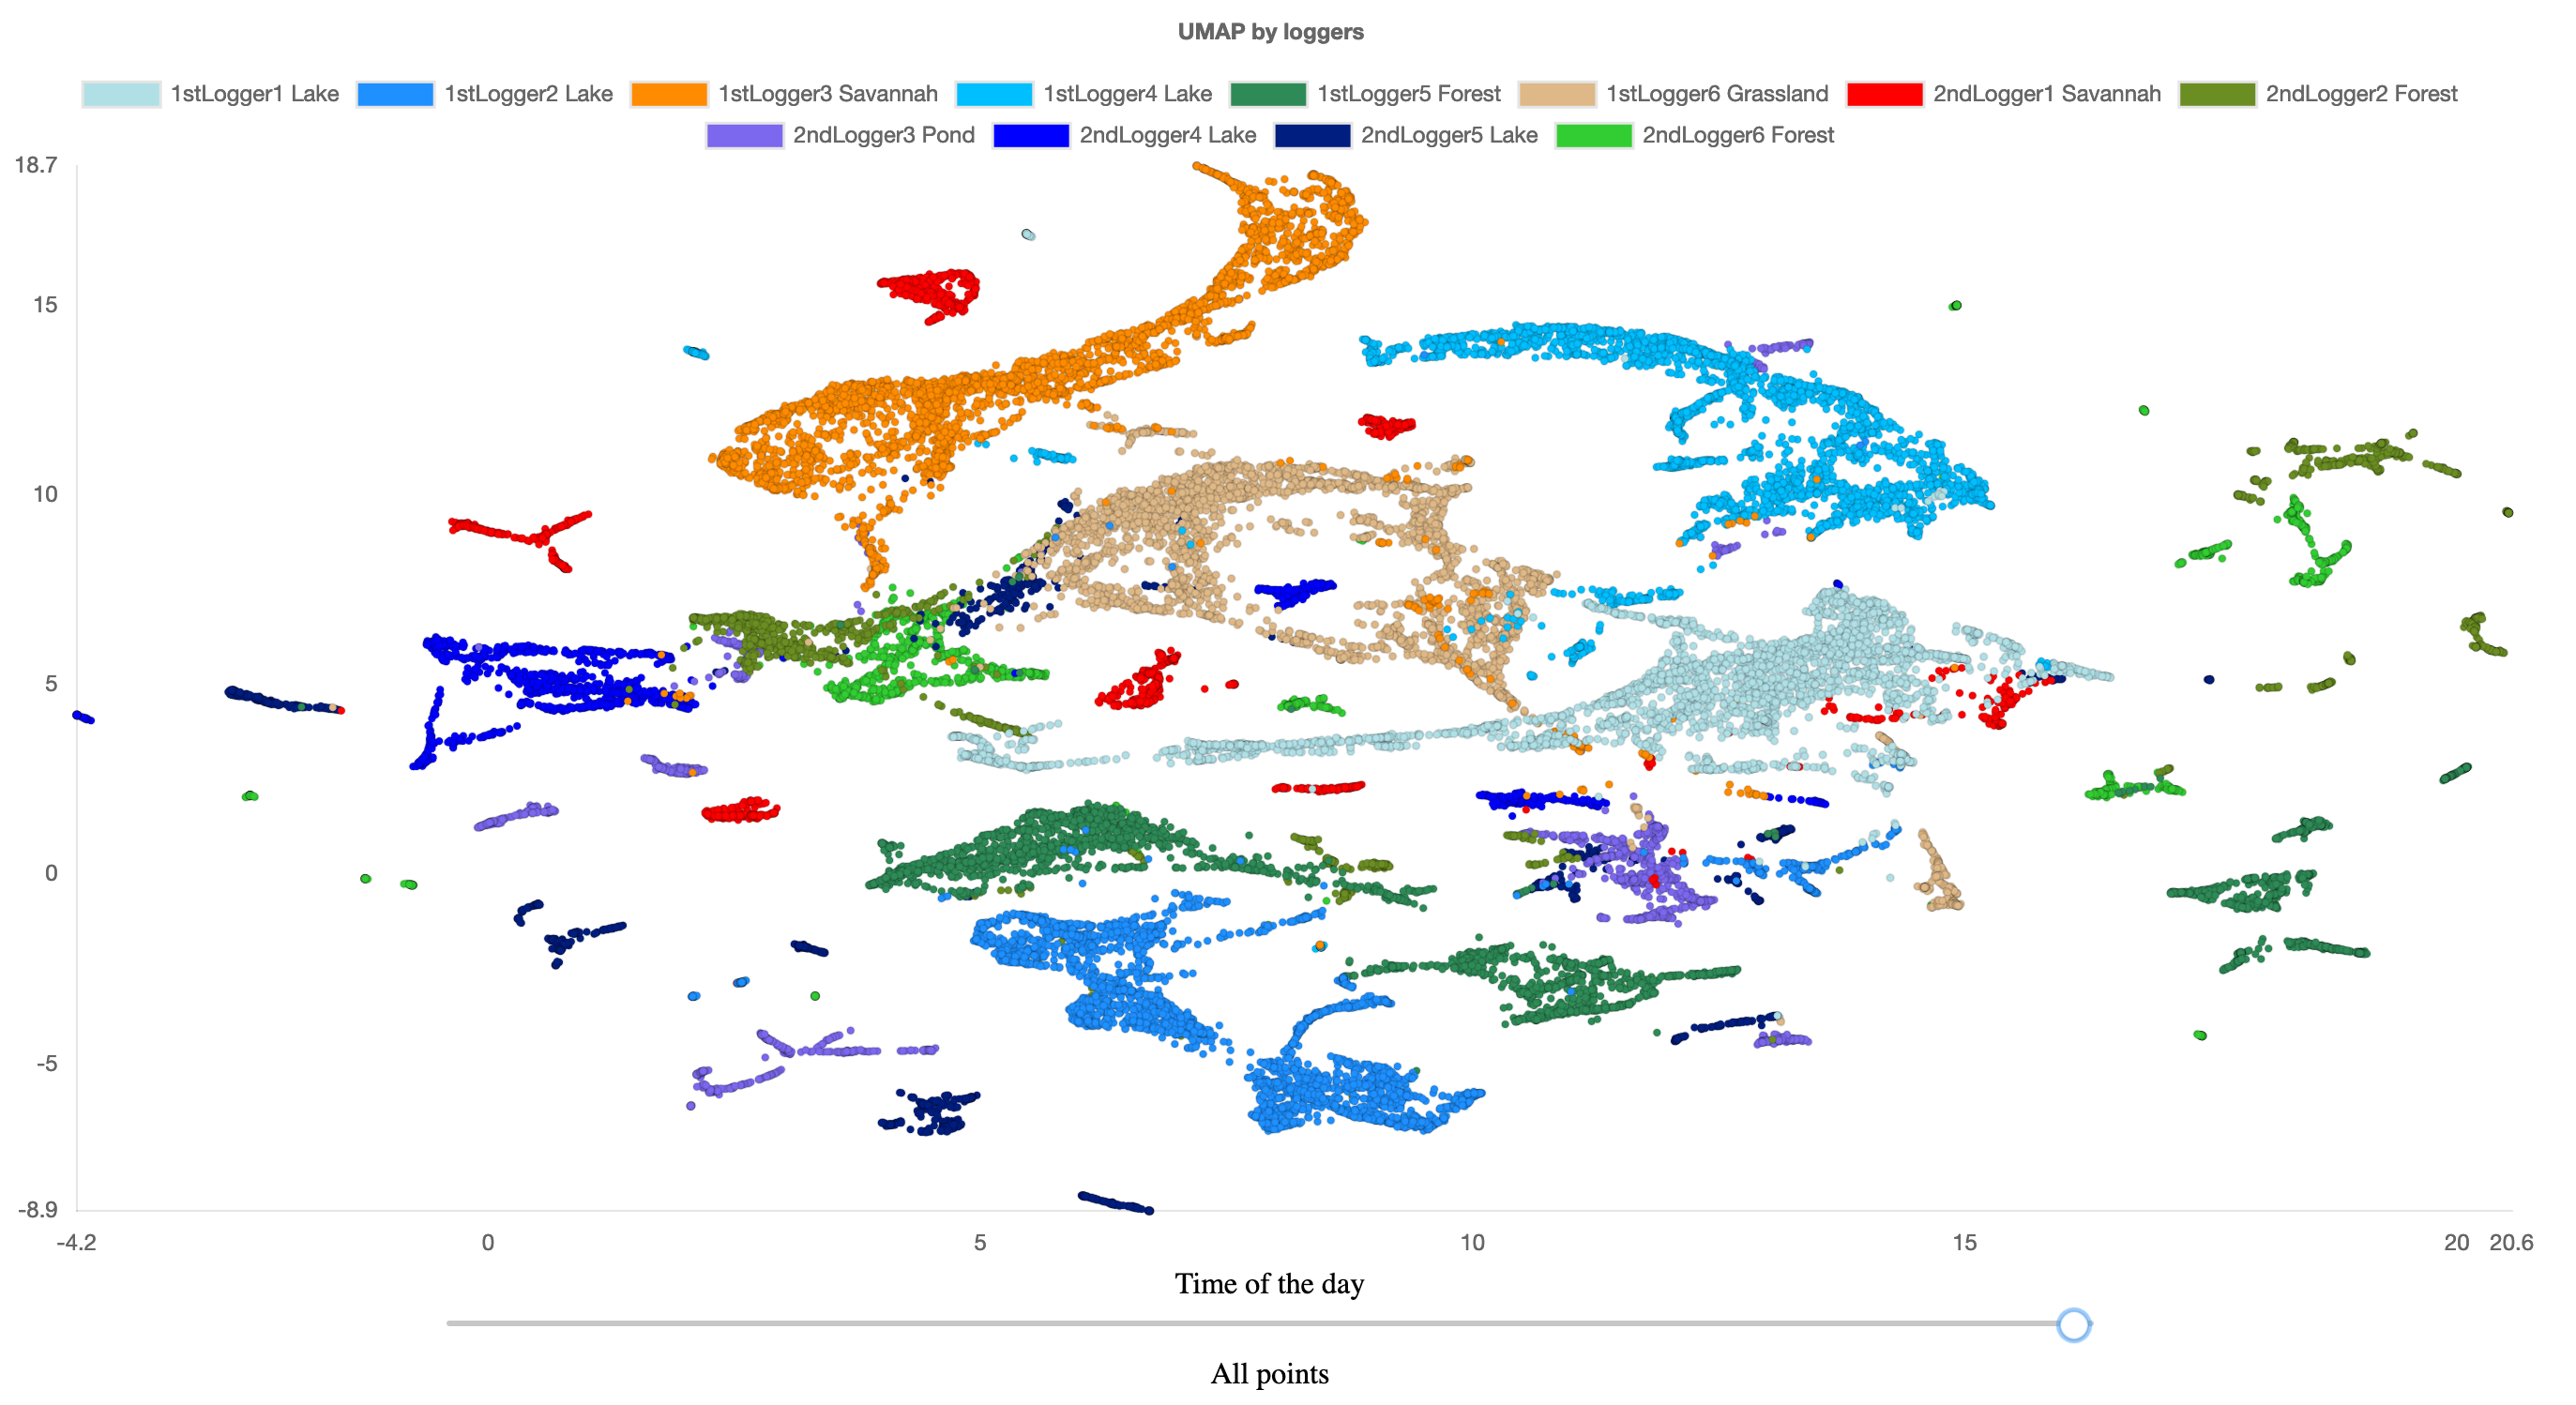 UMAP by loggers
1stLogger1 Lake 1stLogger2 Lake 1stLogger3 Savannah 1stLogger4 Lake 1stLogger5 Forest 1stLogger6 Grassland 2ndLogger1 Savannah 2ndLogger2 Forest
2ndLogger3 Pond 2ndLogger4 Lake 2ndLogger5 Lake 2ndLogger6 Forest
18.7
15
10
5
0
-5
-8.9
-4.2 0 5 10 15 20 20.6
Time of the day
All points